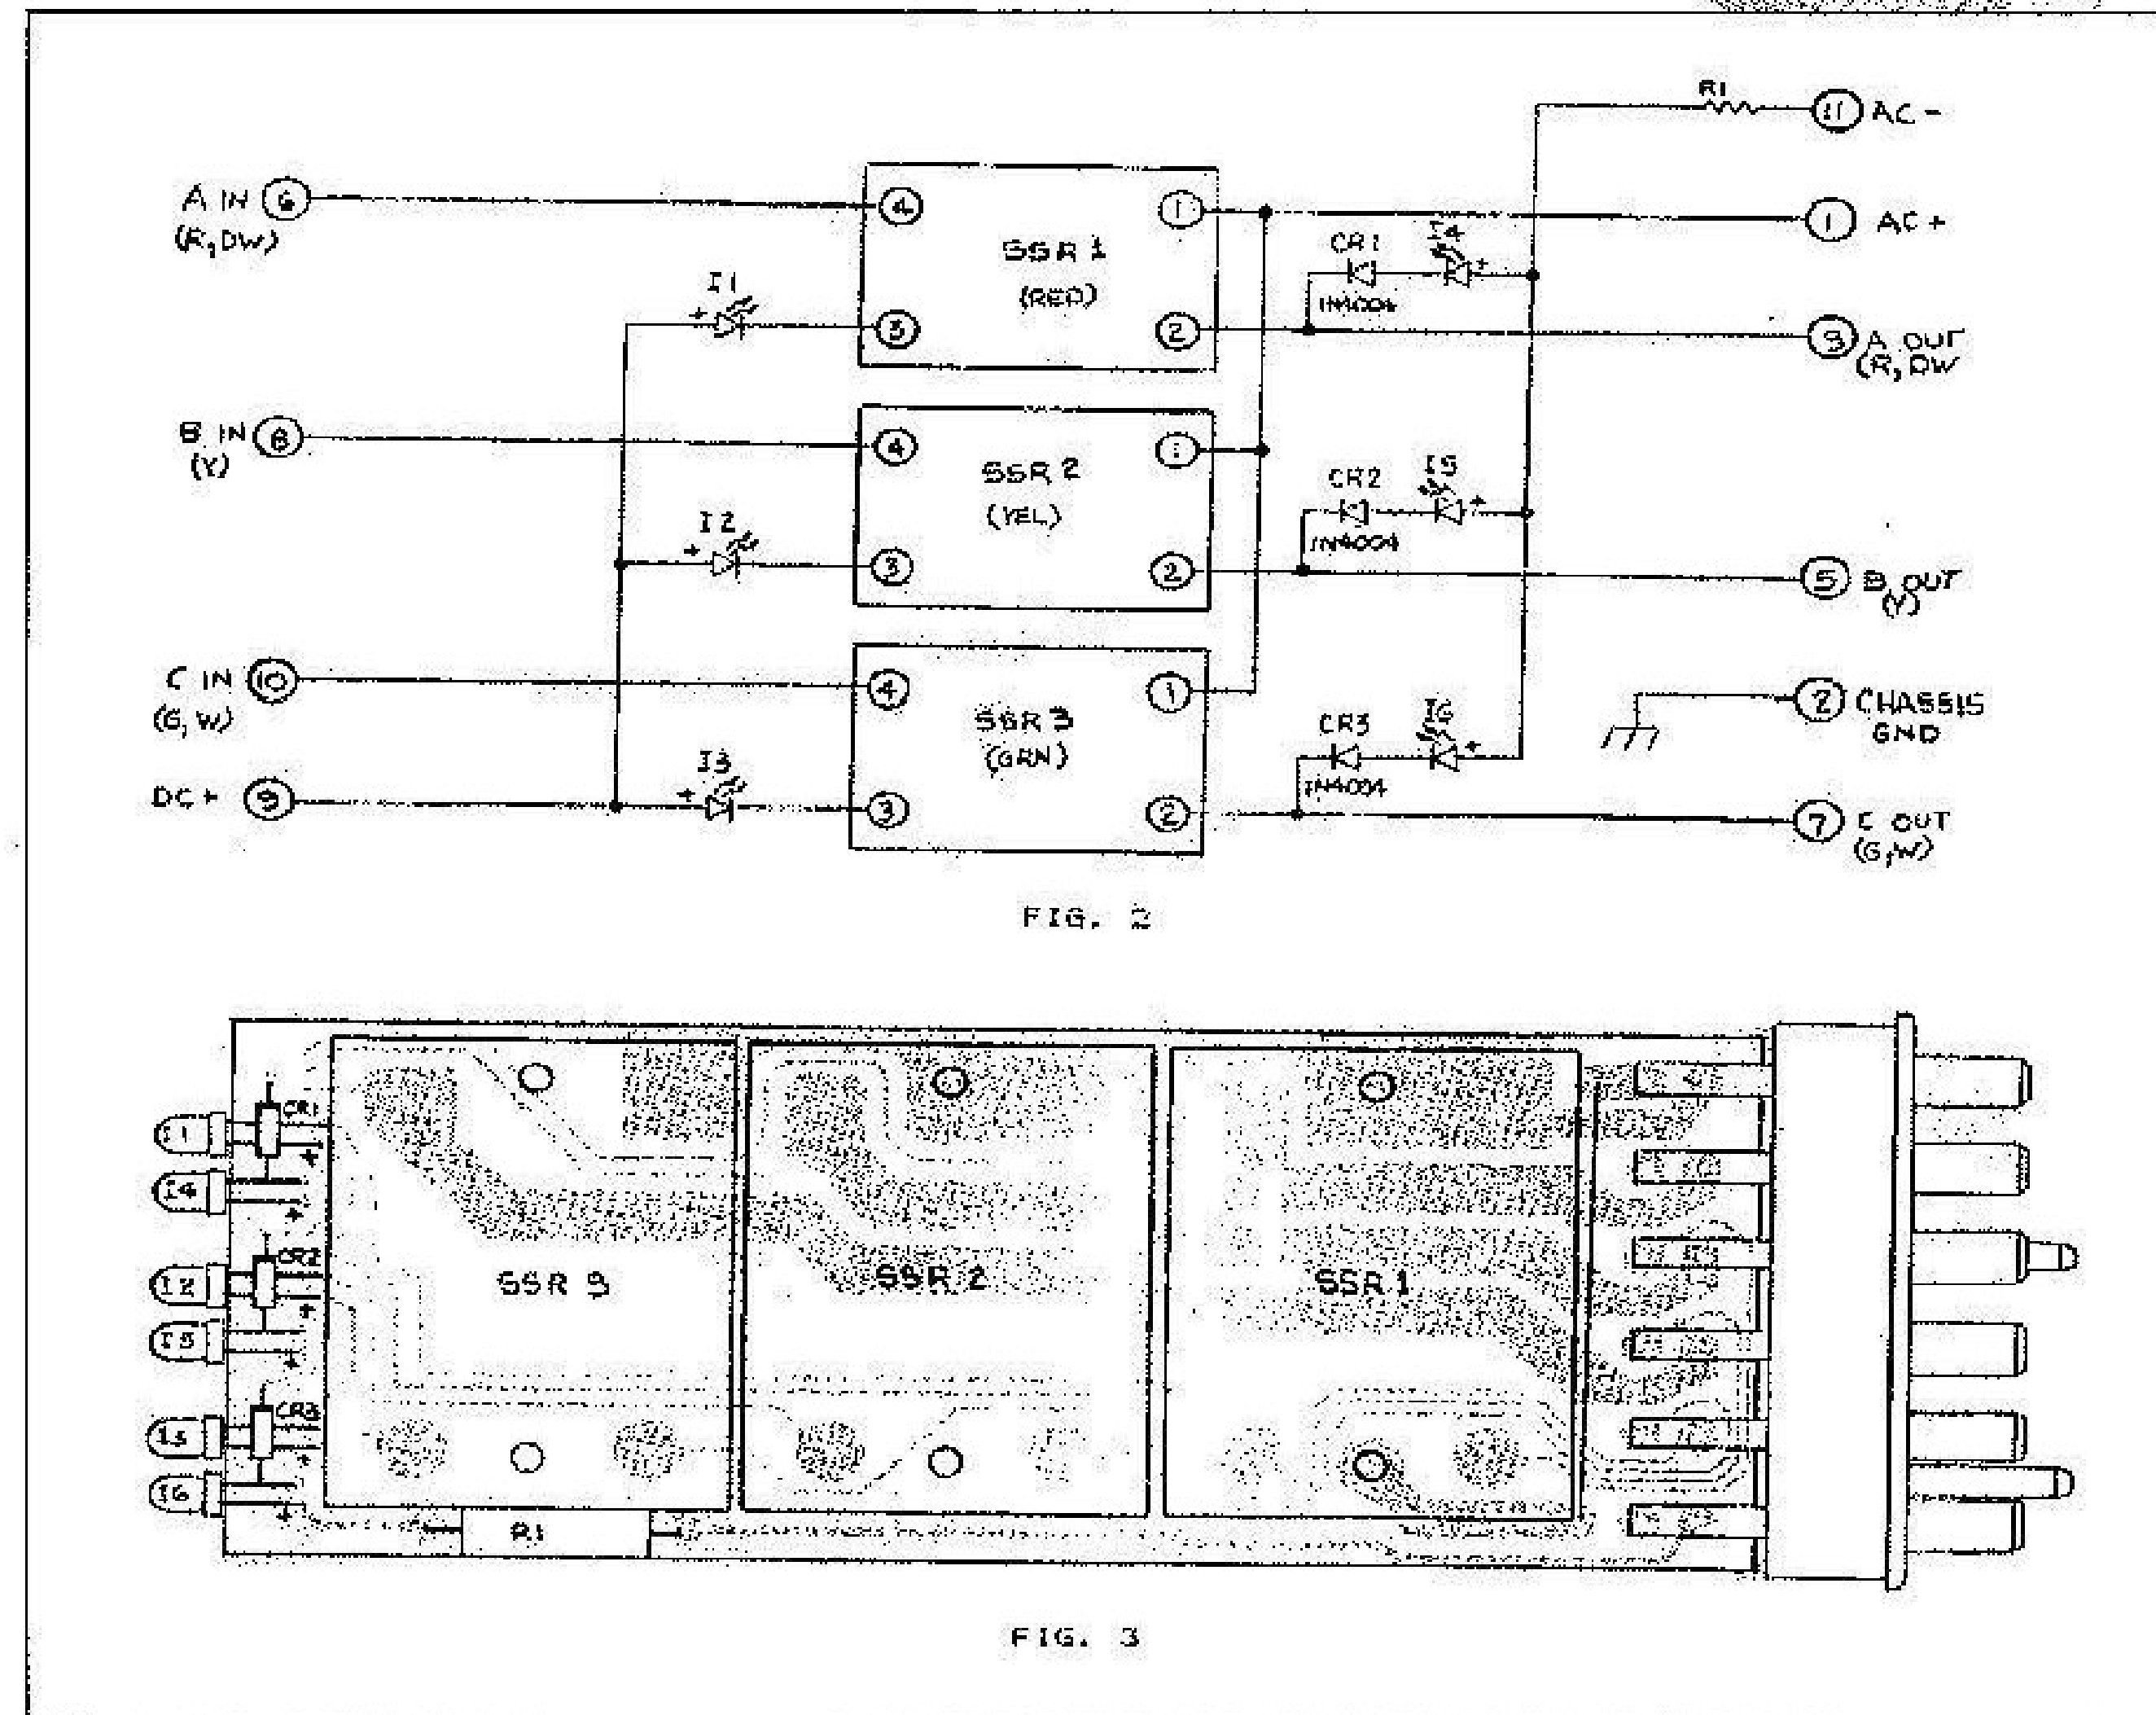 R1
11 AC -
A IN 6
(R, DW)
4
SSR 1
(RED)
1
1 AC +
CR1
I4
1N4004
I1
+
+
3
2
3 A OUT
(R, DW
B IN 8
(Y)
4
SSR 2
(YEL)
1
CR2
I5
1N4004
I2
+
+
3
2
5 B OUT
(Y)
C IN 10
(G, W)
4
SSR 3
(GRN)
1
CR3
I6
1N4004
2 CHASSIS
GND
I3
+
+
DC + 9
3
2
7 C OUT
(G, W)
FIG. 2
I1
CR1
+
I4
+
I2
CR2
+
I5
+
I3
CR3
+
I6
+
SSR 3
SSR 2
SSR 1
R1
FIG. 3